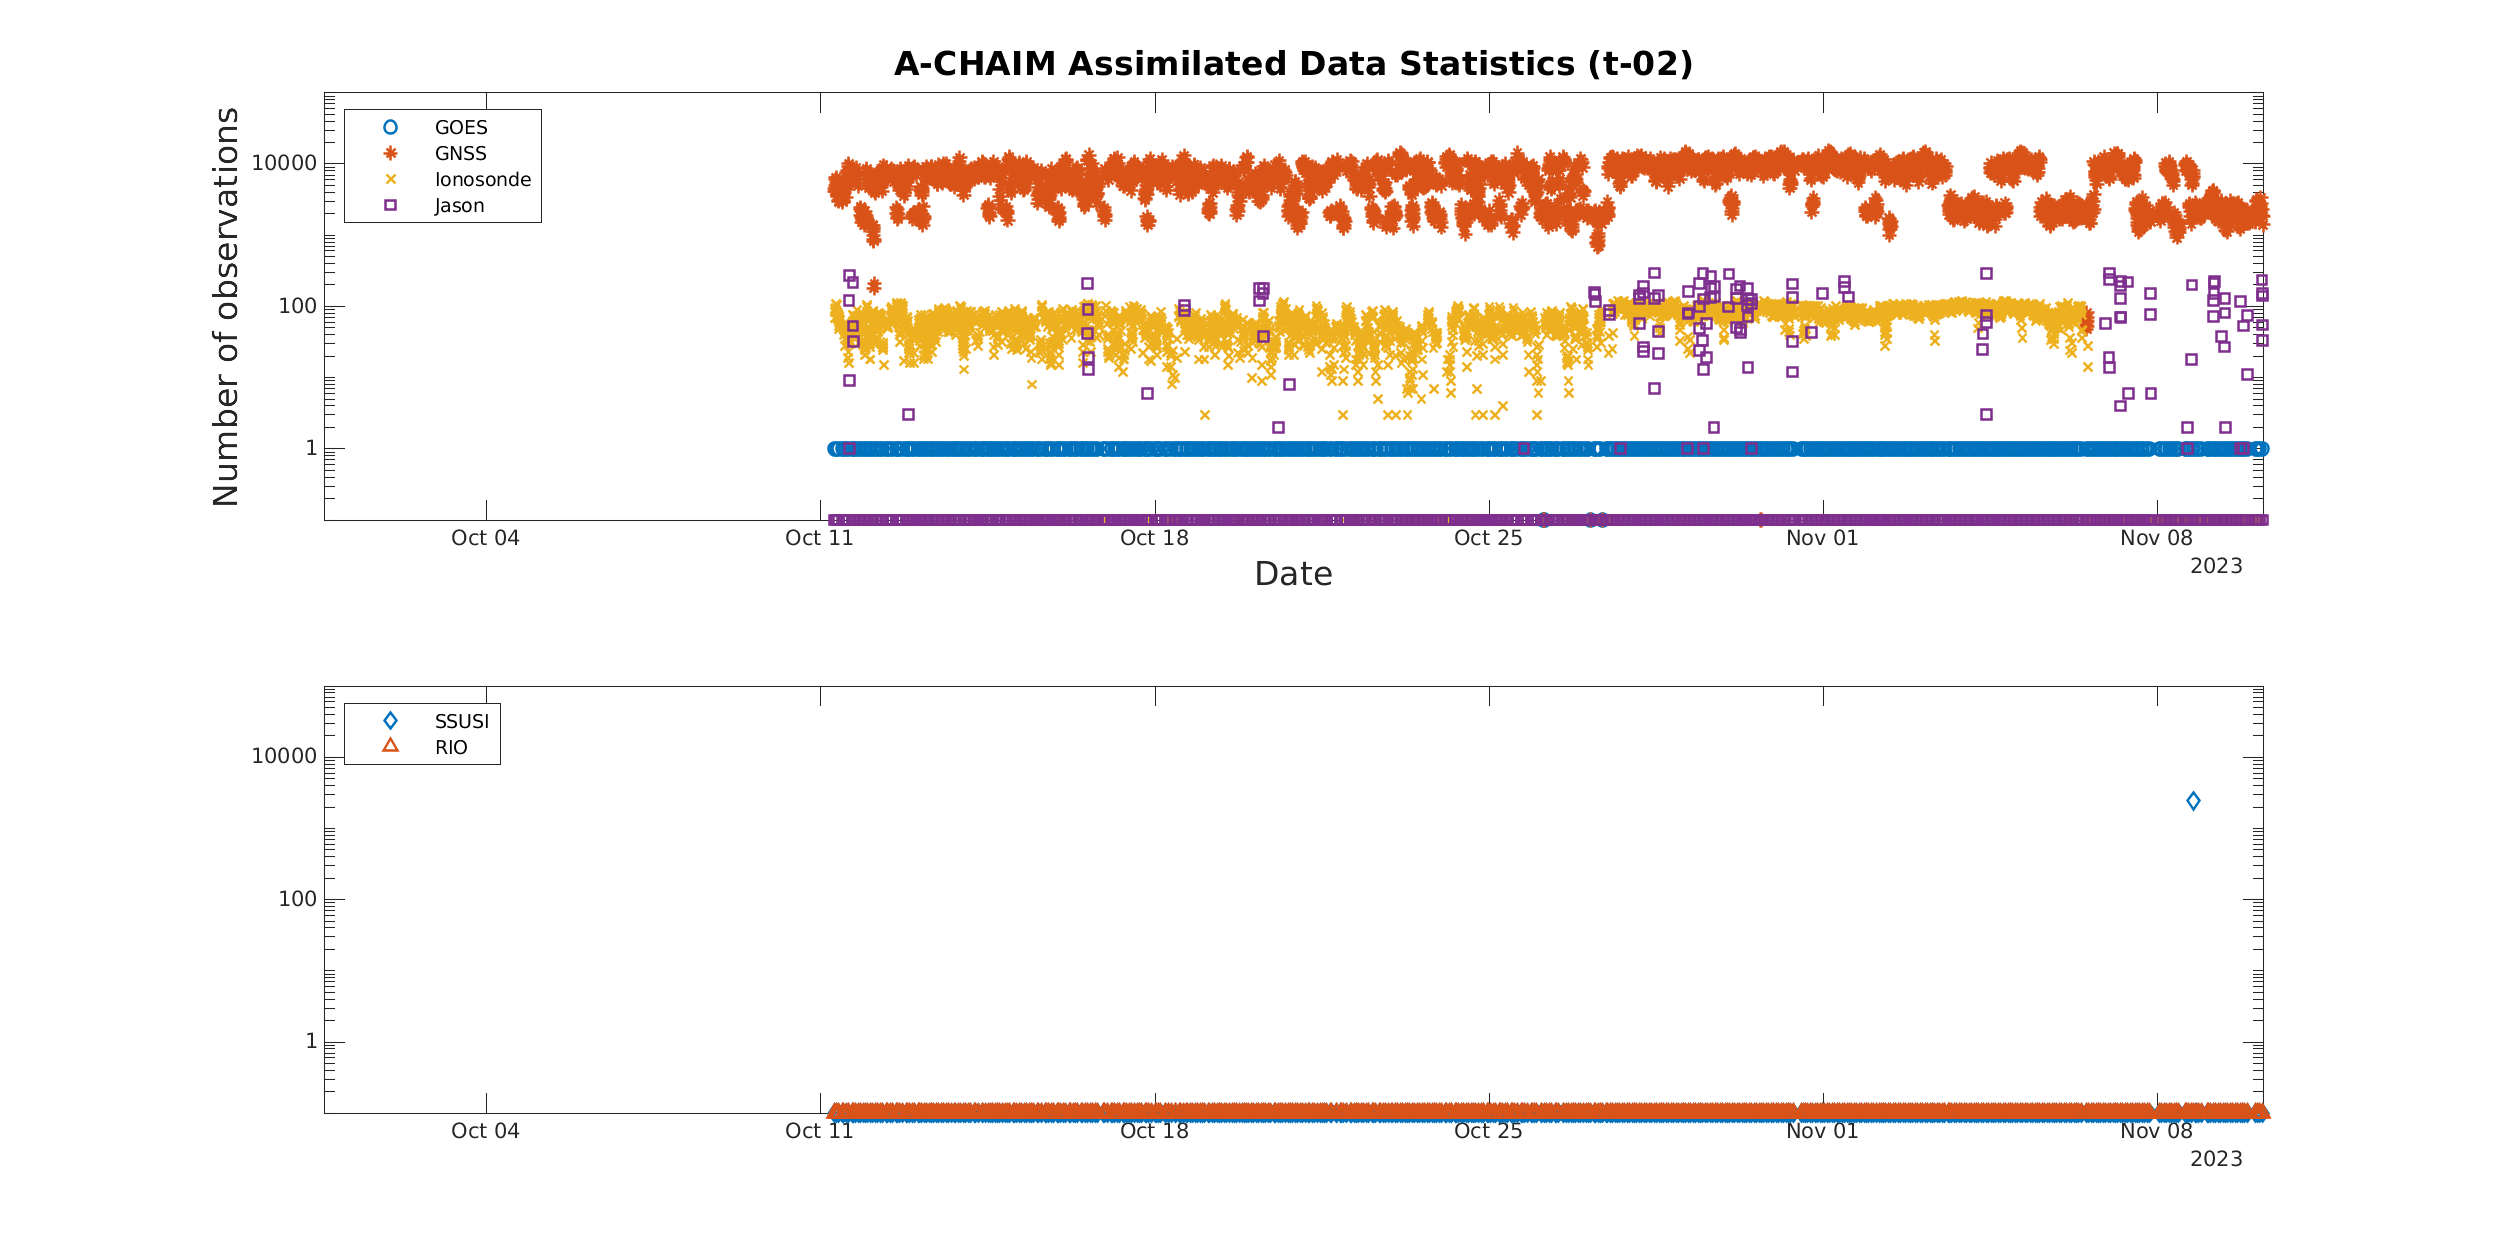 A-CHAIM Assimilated Data Statistics (t-02)
Number of observations
GOES
GNSS
Ionosonde
Jason
10000
100
1
Oct 04 Oct 11 Oct 18 Oct 25 Nov 01 Nov 08
2023
Date
SSUSI
RIO
10000
100
1
Oct 04 Oct 11 Oct 18 Oct 25 Nov 01 Nov 08
2023